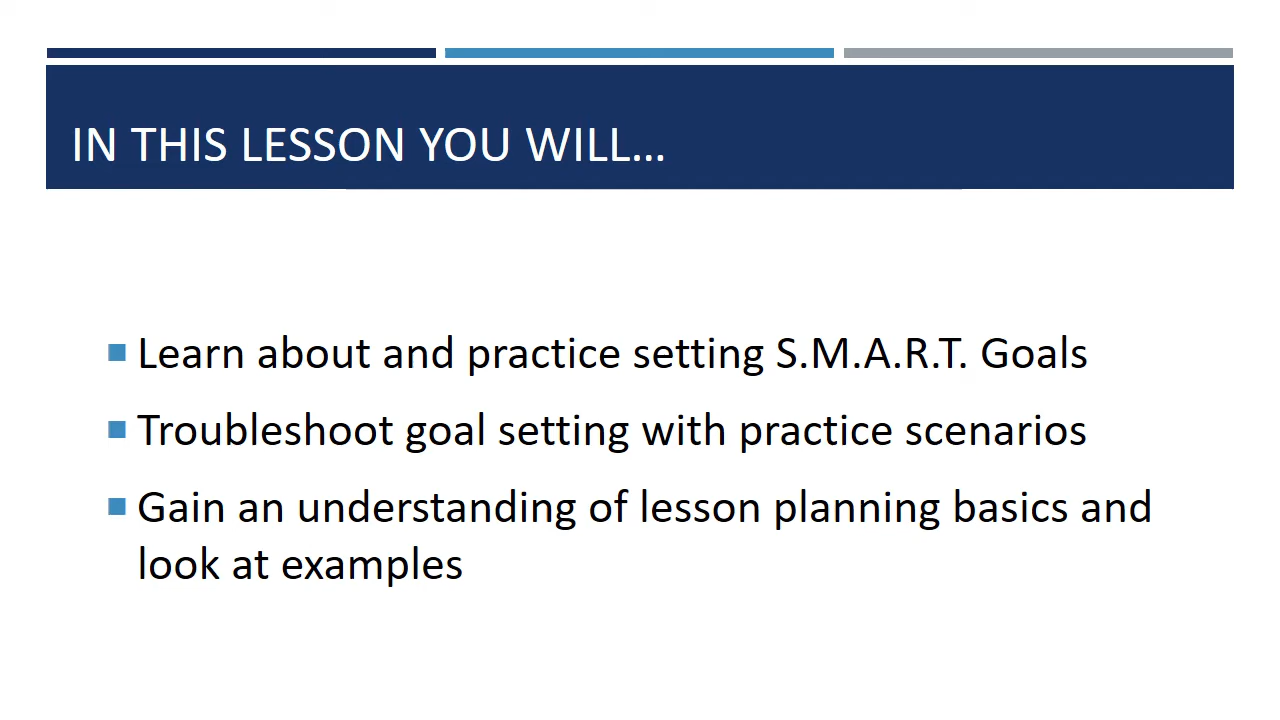 IN THIS LESSON YOU WILL…
Learn about and practice setting S.M.A.R.T. Goals
Troubleshoot goal setting with practice scenarios
Gain an understanding of lesson planning basics and
look at examples